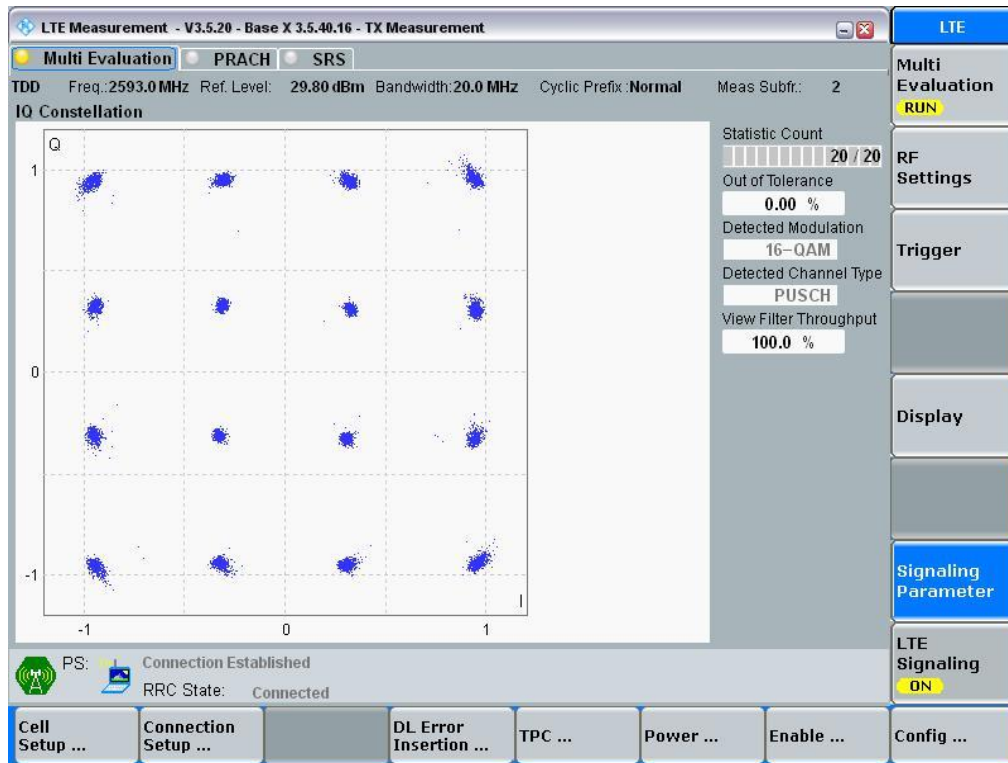 LTE Measurement - V3.5.20 - Base X 3.5.40.16 - TX Measurement
LTE
Multi Evaluation PRACH SRS
TDD Freq.:2593.0 MHz Ref. Level: 29.80 dBm Bandwidth:20.0 MHz Cyclic Prefix :Normal Meas Subfr.: 2
IQ Constellation
Q
1
0
-1
-1 0 1
I
Statistic Count
20 / 20
Out of Tolerance
0.00 %
Detected Modulation
16-QAM
Detected Channel Type
PUSCH
View Filter Throughput
100.0 %
Multi
Evaluation
RUN
RF
Settings
Trigger
Display
Signaling
Parameter
LTE
Signaling
ON
PS: Connection Established
RRC State: Connected
Cell
Setup ...
Connection
Setup ...
DL Error
Insertion ...
TPC ...
Power ...
Enable ...
Config ...